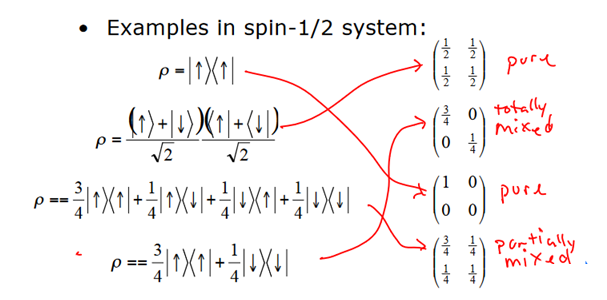 • Examples in spin-1/2 system:
ρ = |↑⟩⟨↑|
ρ = (|↑⟩+|↓⟩)/√2 (⟨↑|+⟨↓|)/√2
ρ == 3/4|↑⟩⟨↑| + 1/4|↑⟩⟨↓| + 1/4|↓⟩⟨↑| + 1/4|↓⟩⟨↓|
ρ == 3/4|↑⟩⟨↑| + 1/4|↓⟩⟨↓|
(1/2 1/2
1/2 1/2) pure
(3/4 0
0 1/4) totally
mixed
(1 0
0 0) pure
(3/4 1/4
1/4 1/4) partially
mixed